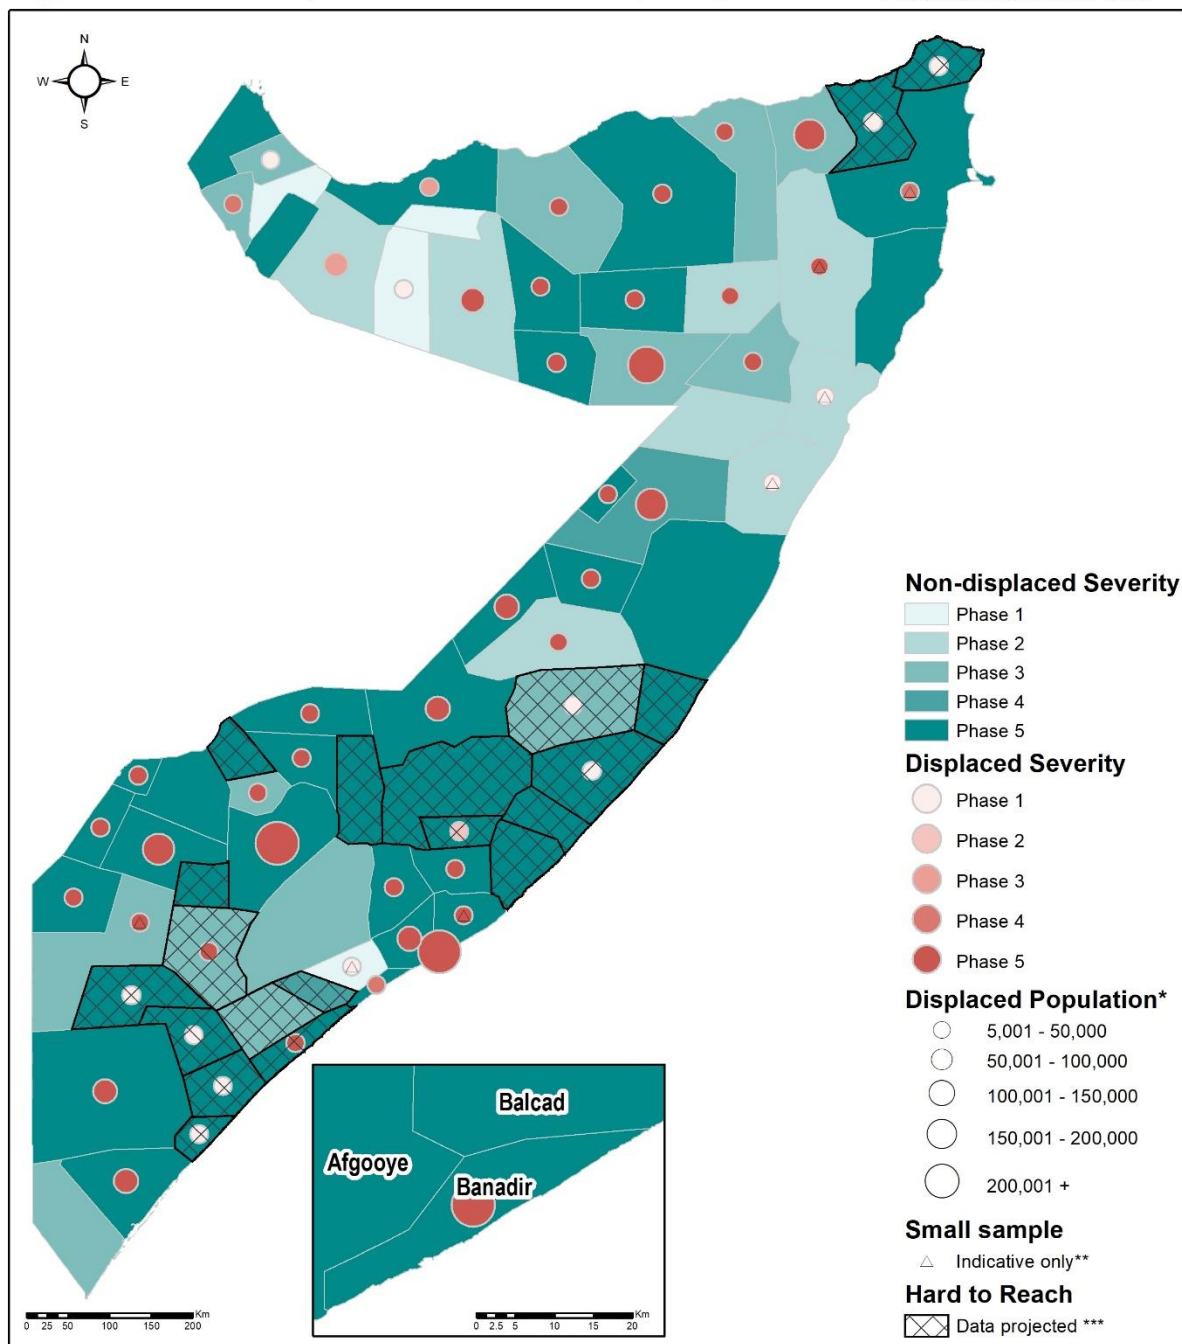 N
W
E
S
Non-displaced Severity
Phase 1
Phase 2
Phase 3
Phase 4
Phase 5
Displaced Severity
Phase 1
Phase 2
Phase 3
Phase 4
Phase 5
Displaced Population*
5,001 - 50,000
50,001 - 100,000
100,001 - 150,000
150,001 - 200,000
200,001 +
Small sample
Indicative only**
Hard to Reach
Data projected ***
Balcad
Afgooye
Banadir
Km
0 25 50 100 150 200
Km
0 2.5 5 10 15 20